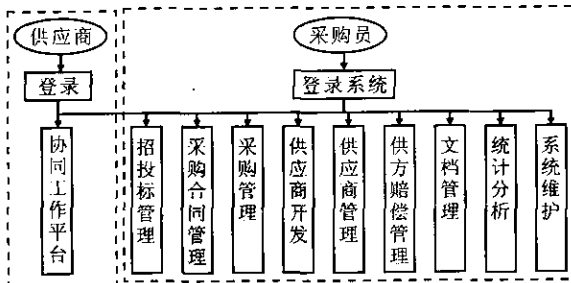 供应商
采购员
登录
登录系统
协同工作平台
招投标管理
采购合同管理
采购管理
供应商开发
供应商管理
供方赔偿管理
文档管理
统计分析
系统维护